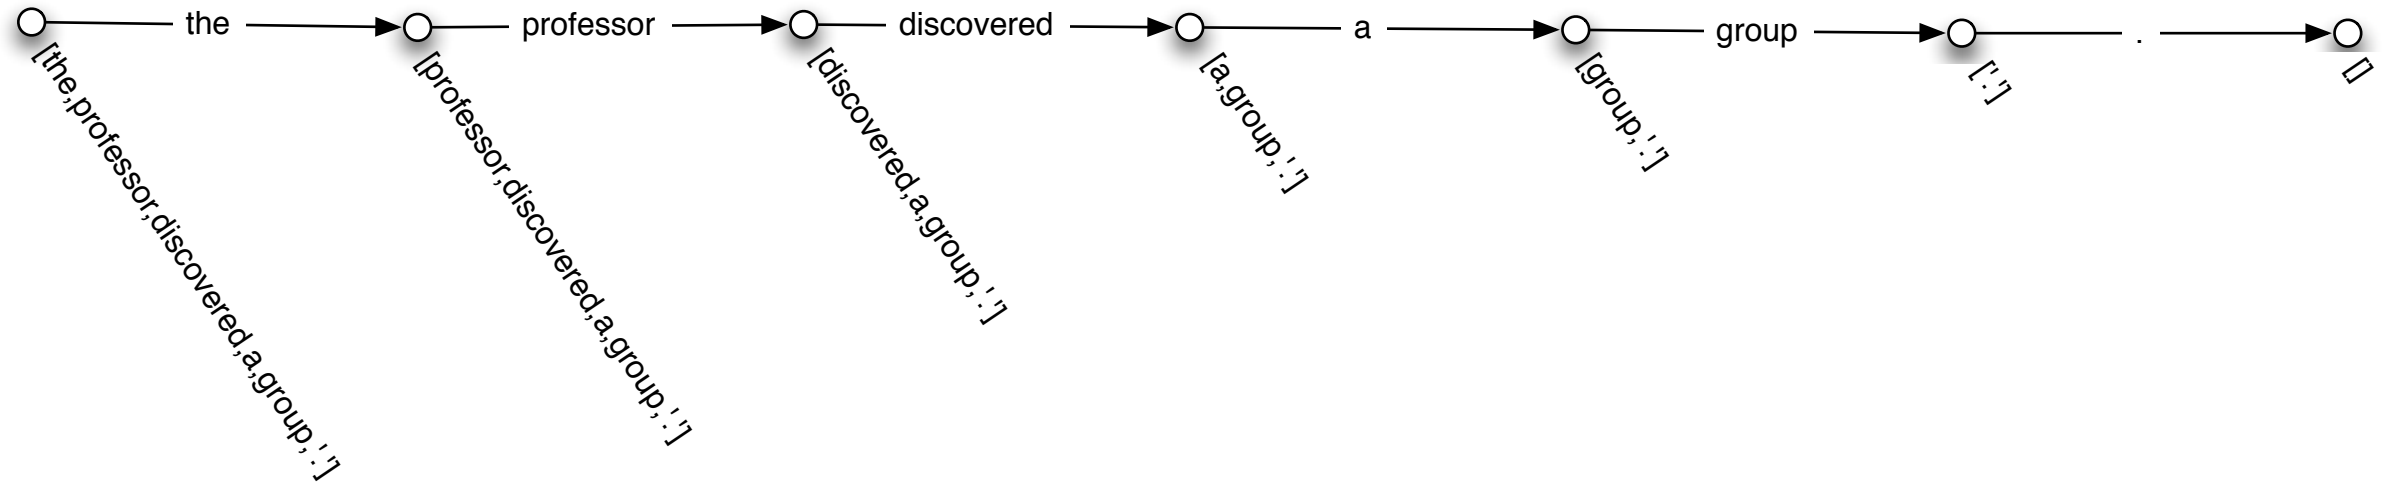 the professor discovered a group .
[the,professor,discovered,a,group,'.']
[professor,discovered,a,group,'.']
[discovered,a,group,'.']
[a,group,'.']
[group,'.']
['.']
[]